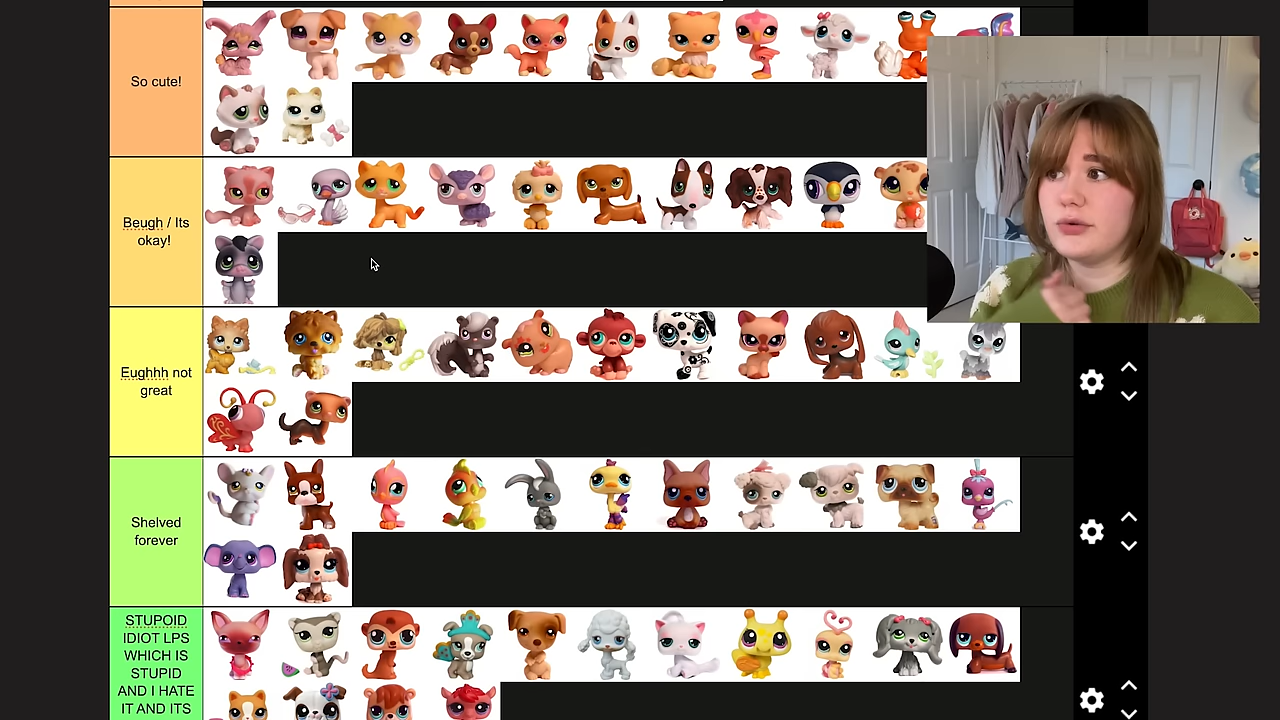 So cute!
Beugh / Its
okay!
Eughhh not
great
Shelved
forever
STUPOID
IDIOT LPS
WHICH IS
STUPID
AND I HATE
IT AND ITS